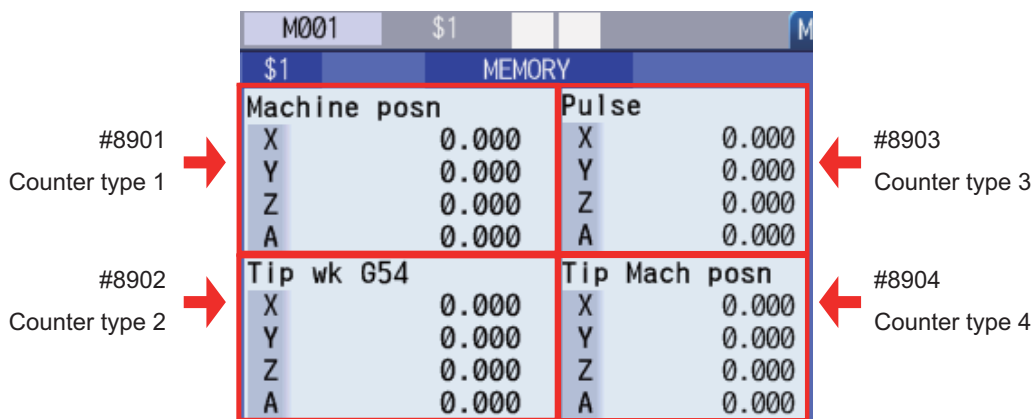 MØØ1 $1 M
$1 MEMORY
#8901
Counter type 1
Machine posn
X 0.000
Y 0.000
Z 0.000
A 0.000
Pulse
X 0.000
Y 0.000
Z 0.000
A 0.000
#8903
Counter type 3
#8902
Counter type 2
Tip wk G54
X 0.000
Y 0.000
Z 0.000
A 0.000
Tip Mach posn
X 0.000
Y 0.000
Z 0.000
A 0.000
#8904
Counter type 4